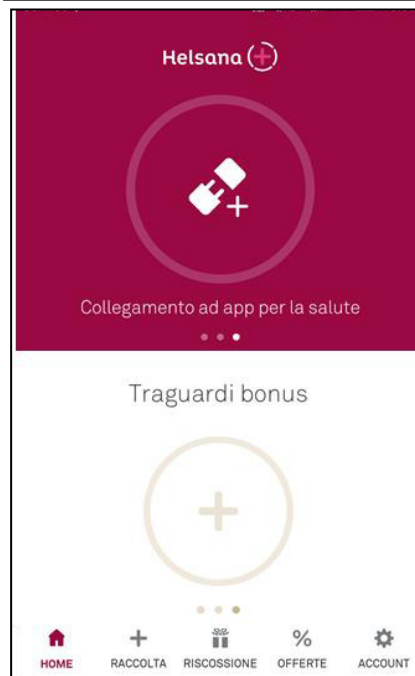 Helsana
Collegamento ad app per la salute
Traguardi bonus
%
HOME RACCOLTA RISCOSSIONE OFFERTE ACCOUNT